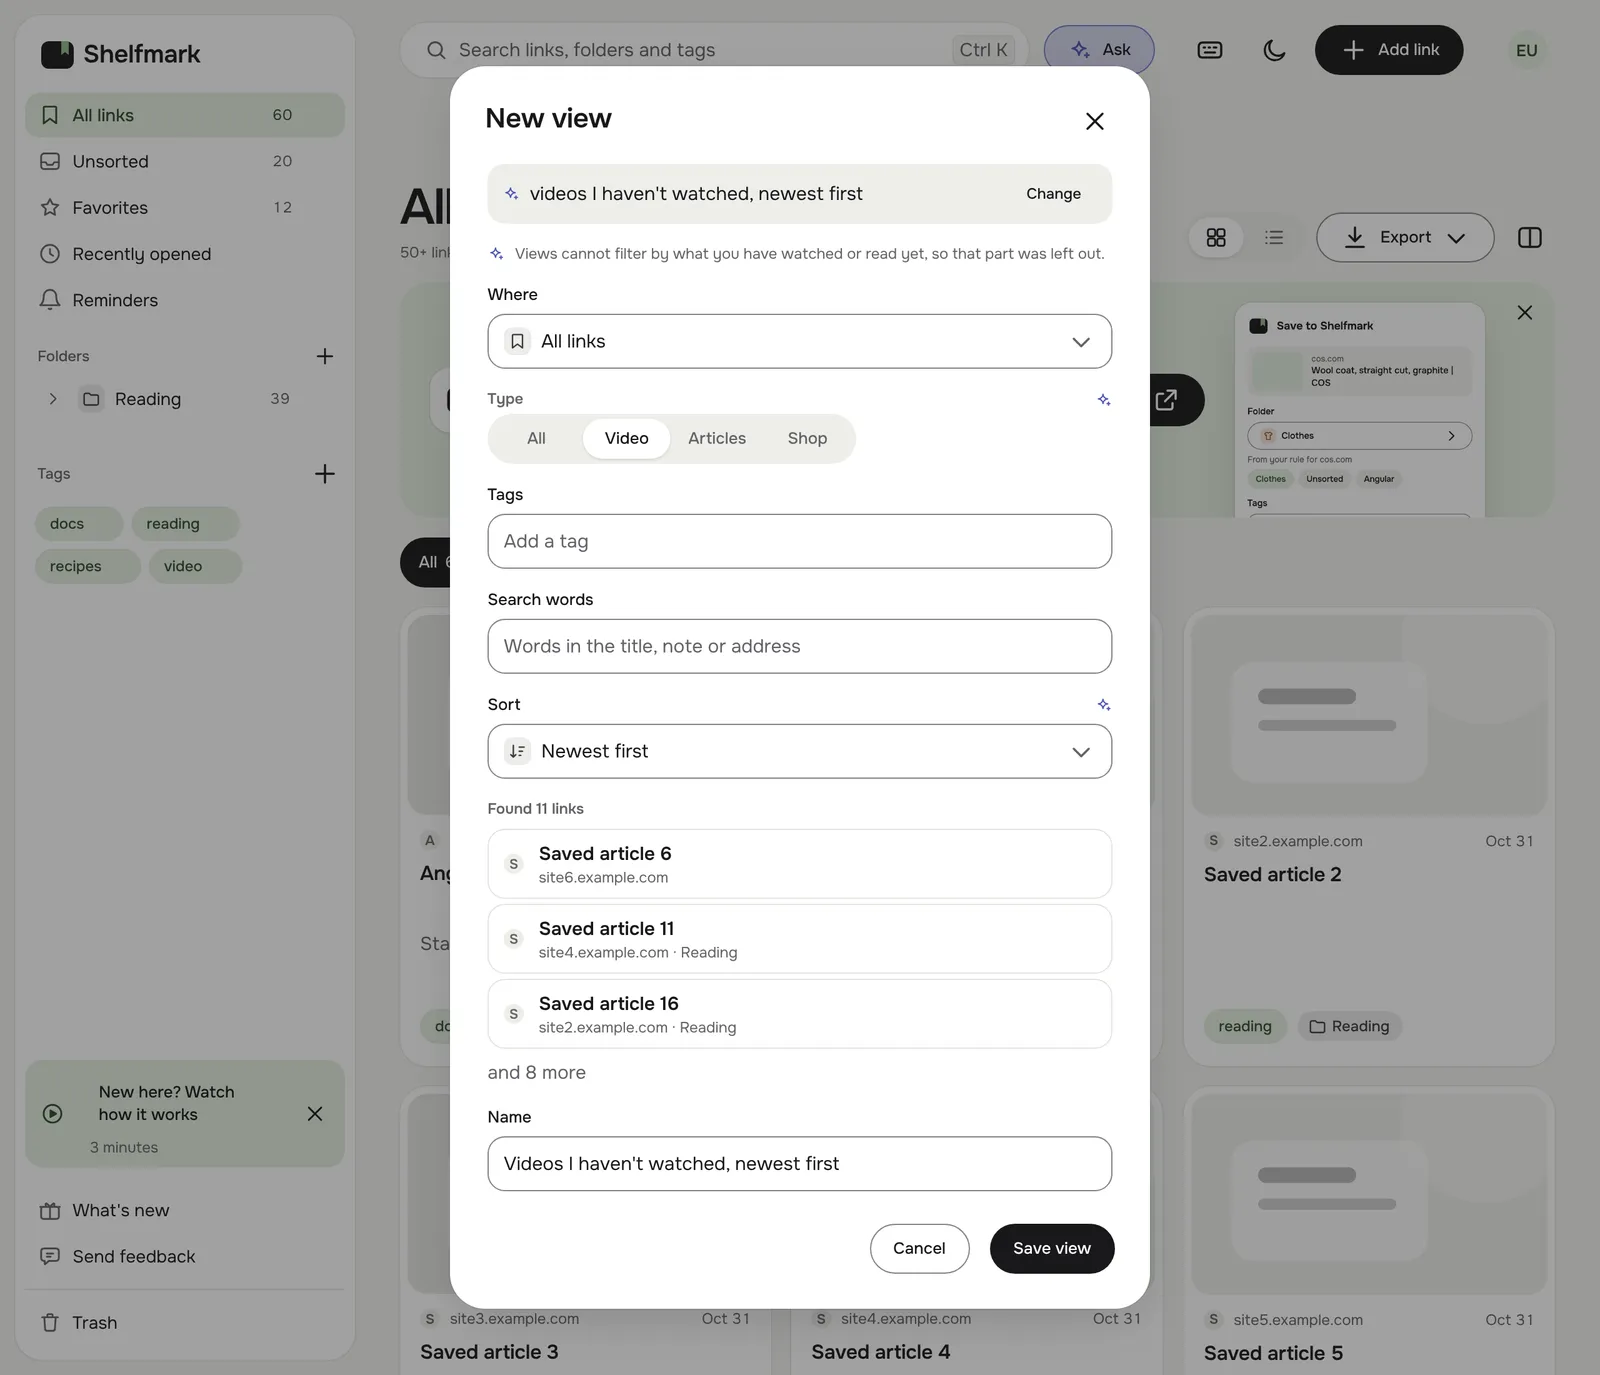 Shelfmark
All links 60
Unsorted 20
Favorites 12
Recently opened
Reminders
Folders
Reading 39
Tags
docs
reading
recipes
video
New here? Watch
how it works
3 minutes
What's new
Send feedback
Trash
Search links, folders and tags
Ctrl K
Ask
Add link
EU
All
50+
Export
Save to Shelfmark
cos.com
Wool coat, straight cut, graphite |
COS
Folder
Clothes
From your rule for cos.com
Clothes
Unsorted
Angular
Tags
All
New view
videos I haven't watched, newest first
Change
Views cannot filter by what you have watched or read yet, so that part was left out.
Where
All links
Type
All
Video
Articles
Shop
Tags
Add a tag
Search words
Words in the title, note or address
Sort
Newest first
Found 11 links
S
Saved article 6
site6.example.com
S
Saved article 11
site4.example.com · Reading
S
Saved article 16
site2.example.com · Reading
and 8 more
Name
Videos I haven't watched, newest first
Cancel
Save view
A
S site2.example.com Oct 31
Saved article 2
reading
Reading
S site3.example.com Oct 31
Saved article 3
S site4.example.com Oct 31
Saved article 4
S site5.example.com Oct 31
Saved article 5